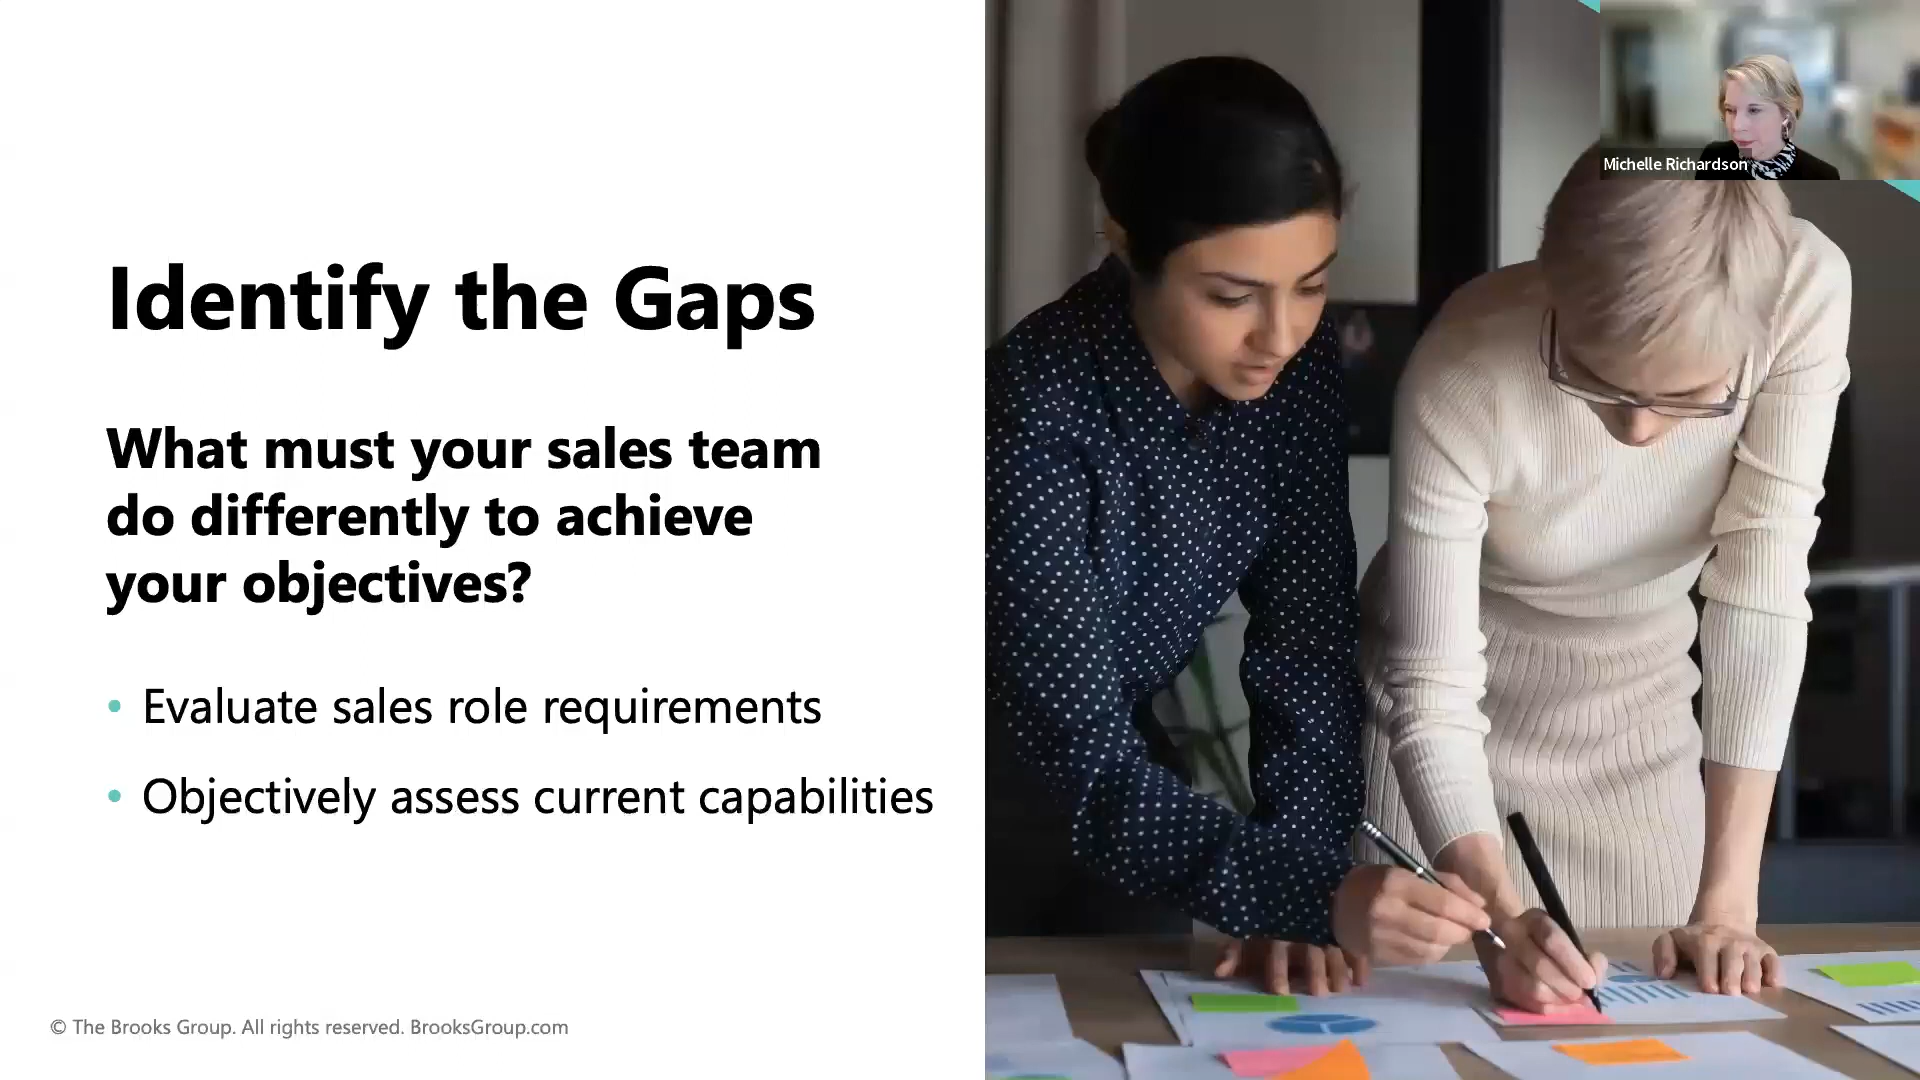 Identify the Gaps
What must your sales team
do differently to achieve
your objectives?
• Evaluate sales role requirements
• Objectively assess current capabilities
© The Brooks Group. All rights reserved. BrooksGroup.com
Michelle Richardson